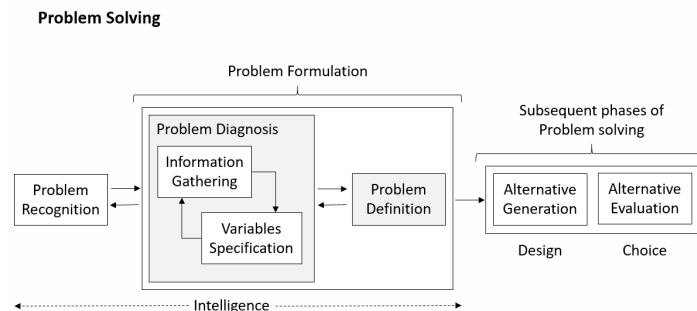 Problem Solving
Problem Formulation
Subsequent phases of
Problem solving
Problem Diagnosis
Information
Gathering
Variables
Specification
Problem
Recognition
Problem
Definition
Alternative
Generation
Alternative
Evaluation
Design
Choice
Intelligence